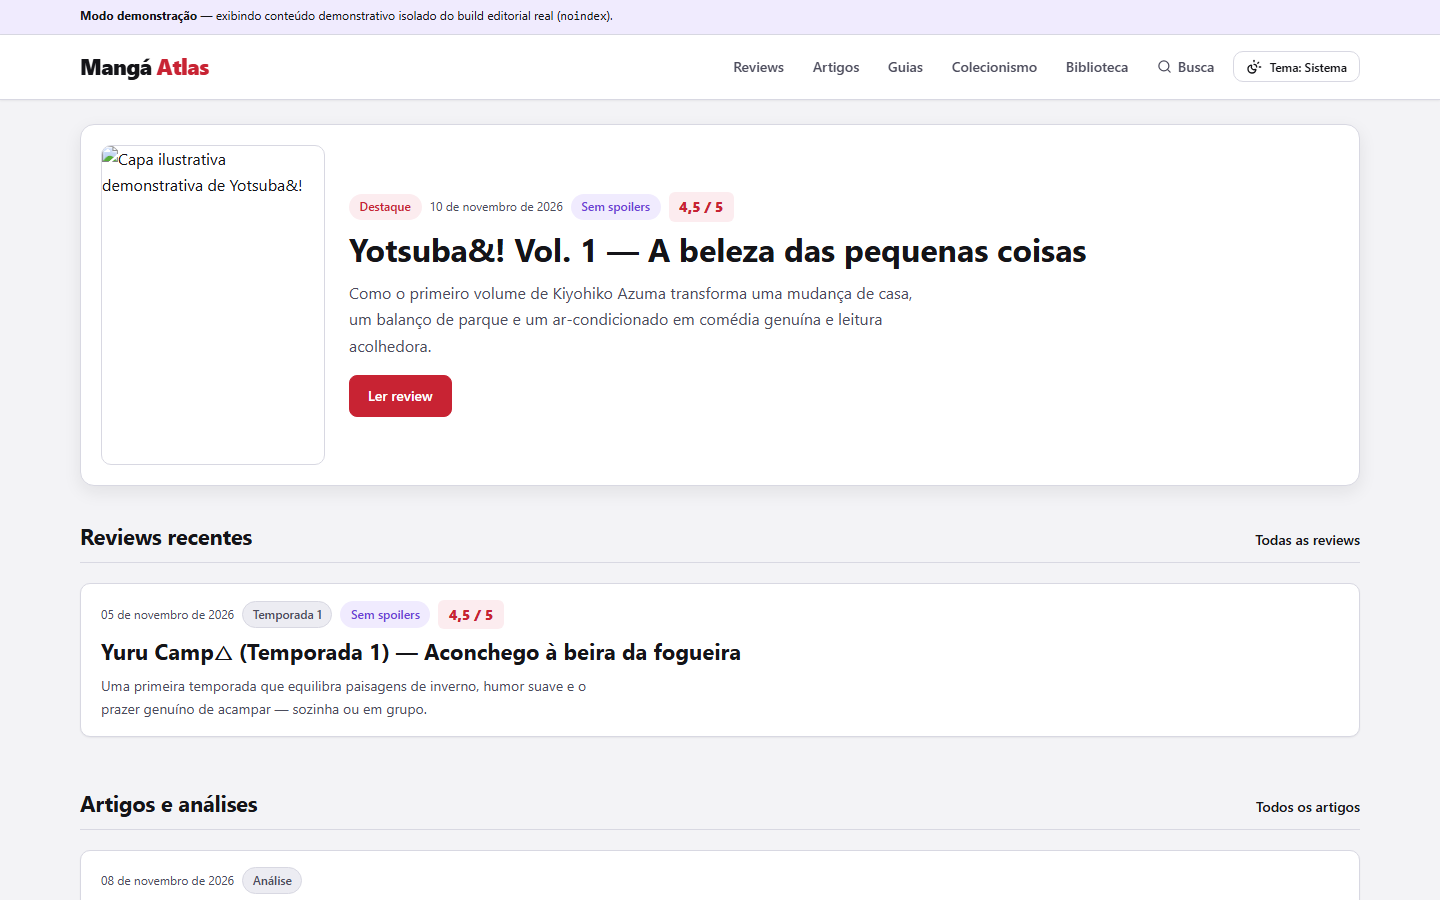 Modo demonstração — exibindo conteúdo demonstrativo isolado do build editorial real (noindex).
Mangá Atlas
Reviews
Artigos
Guias
Colecionismo
Biblioteca
Busca
Tema: Sistema
Capa ilustrativa
demonstrativa de Yotsuba&!
Destaque
10 de novembro de 2026
Sem spoilers
4,5 / 5
Yotsuba&! Vol. 1 — A beleza das pequenas coisas
Como o primeiro volume de Kiyohiko Azuma transforma uma mudança de casa,
um balanço de parque e um ar-condicionado em comédia genuína e leitura
acolhedora.
Ler review
Reviews recentes
Todas as reviews
05 de novembro de 2026
Temporada 1
Sem spoilers
4,5 / 5
Yuru Camp△ (Temporada 1) — Aconchego à beira da fogueira
Uma primeira temporada que equilibra paisagens de inverno, humor suave e o
prazer genuíno de acampar — sozinha ou em grupo.
Artigos e análises
Todos os artigos
08 de novembro de 2026
Análise